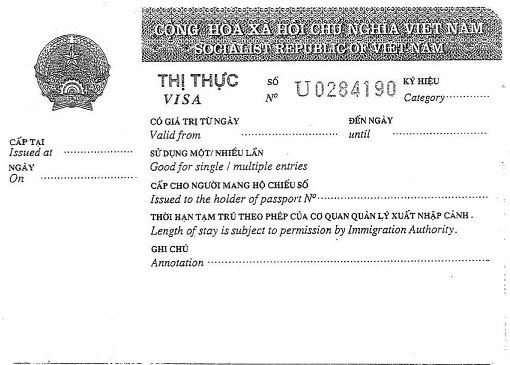 CỘNG HÒA XÃ HỘI CHỦ NGHĨA VIỆT NAM
SOCIALIST REPUBLIC OF VIET NAM
THỊ THỰC SỐ U0284190 KÝ HIỆU
VISA Nº Category
CÓ GIÁ TRỊ TỪ NGÀY ĐẾN NGÀY
Valid from until
CẤP TẠI
Issued at
SỬ DỤNG MỘT/ NHIỀU LẦN
Good for single / multiple entries
NGÀY
On
CẤP CHO NGƯỜI MANG HỘ CHIẾU SỐ
Issued to the holder of passport Nº
THỜI HẠN TẠM TRÚ THEO PHÉP CỦA CƠ QUAN QUẢN LÝ XUẤT NHẬP CẢNH .
Length of stay is subject to permission by Immigration Authority.
GHI CHÚ
Annotation